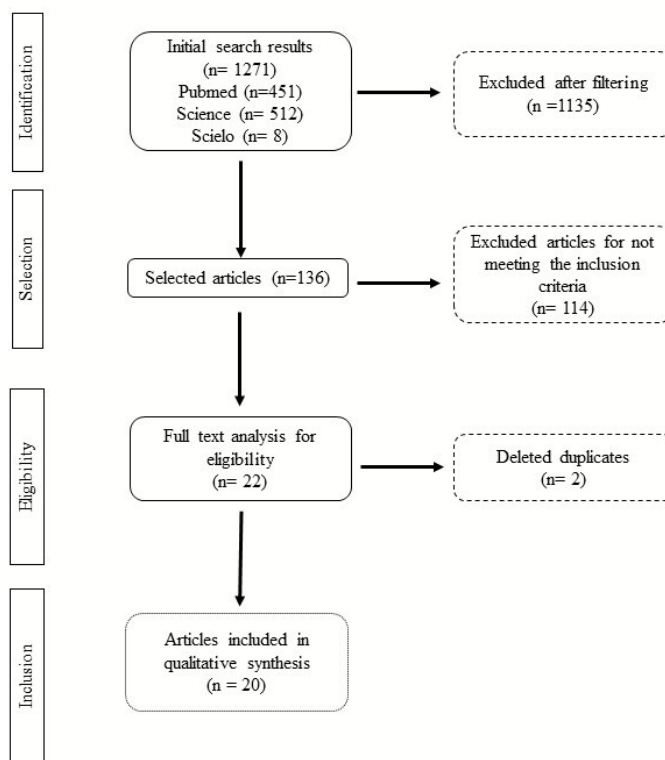 Identification
Initial search results
(n= 1271)
Pubmed (n=451)
Science (n= 512)
Scielo (n= 8)
Excluded after filtering
(n =1135)
Selection
Selected articles (n=136)
Excluded articles for not
meeting the inclusion
criteria
(n= 114)
Eligibility
Full text analysis for
eligibility
(n= 22)
Deleted duplicates
(n= 2)
Inclusion
Articles included in
qualitative synthesis
(n = 20)